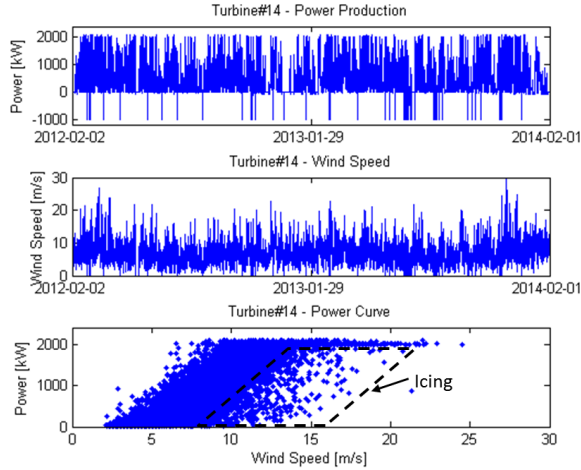 Turbine#14 - Power Production
Power [kW]
2000
1000
0
-1000
2012-02-02 2013-01-29 2014-02-01
Turbine#14 - Wind Speed
Wind Speed [m/s]
30
20
10
0
2012-02-02 2013-01-29 2014-02-01
Turbine#14 - Power Curve
Power [kW]
2000
1000
0
Icing
0 5 10 15 20 25 30
Wind Speed [m/s]